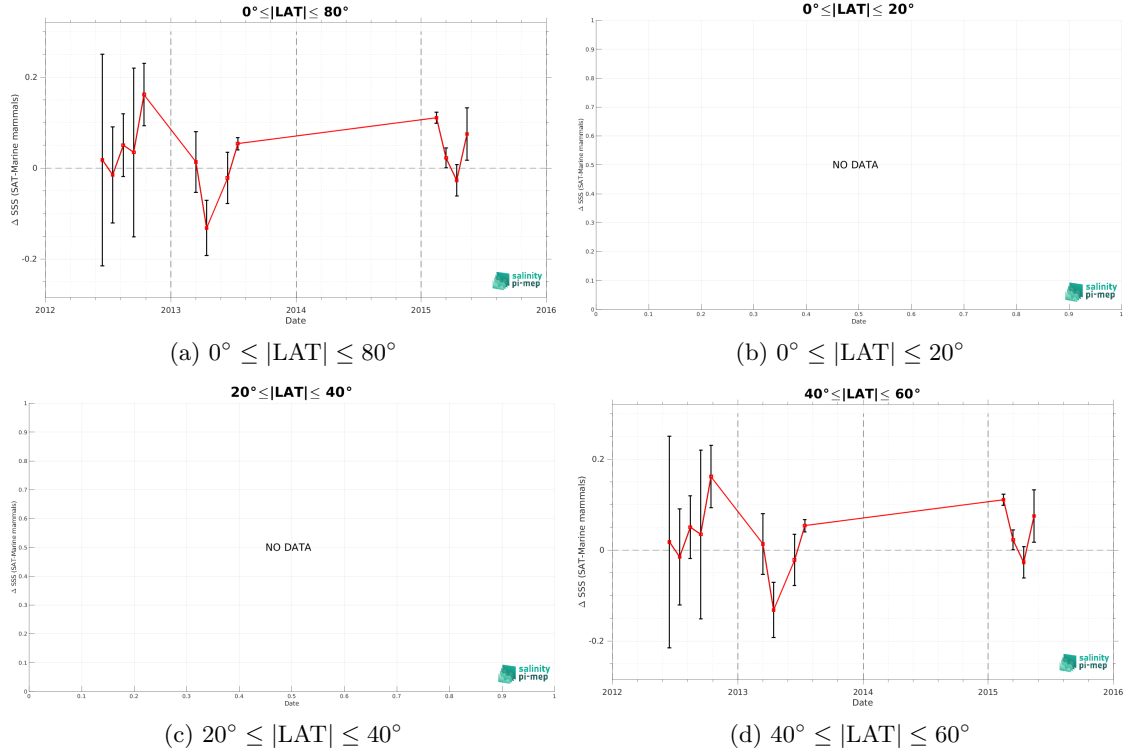 0°≤|LAT|≤ 80°
Δ SSS (SAT-Marine mammals)
0.2
0
-0.2
2012 2013 2014 2015 2016
Date
salinity
pi-mep
(a) 0° ≤ |LAT| ≤ 80°
0°≤|LAT|≤ 20°
Δ SSS (SAT-Marine mammals)
1
0.9
0.8
0.7
0.6
0.5
0.4
0.3
0.2
0.1
0
NO DATA
0 0.1 0.2 0.3 0.4 0.5 0.6 0.7 0.8 0.9 1
Date
salinity
pi-mep
(b) 0° ≤ |LAT| ≤ 20°
20°≤|LAT|≤ 40°
Δ SSS (SAT-Marine mammals)
1
0.9
0.8
0.7
0.6
0.5
0.4
0.3
0.2
0.1
0
NO DATA
0 0.1 0.2 0.3 0.4 0.5 0.6 0.7 0.8 0.9 1
Date
salinity
pi-mep
(c) 20° ≤ |LAT| ≤ 40°
40°≤|LAT|≤ 60°
Δ SSS (SAT-Marine mammals)
0.2
0
-0.2
2012 2013 2014 2015 2016
Date
salinity
pi-mep
(d) 40° ≤ |LAT| ≤ 60°